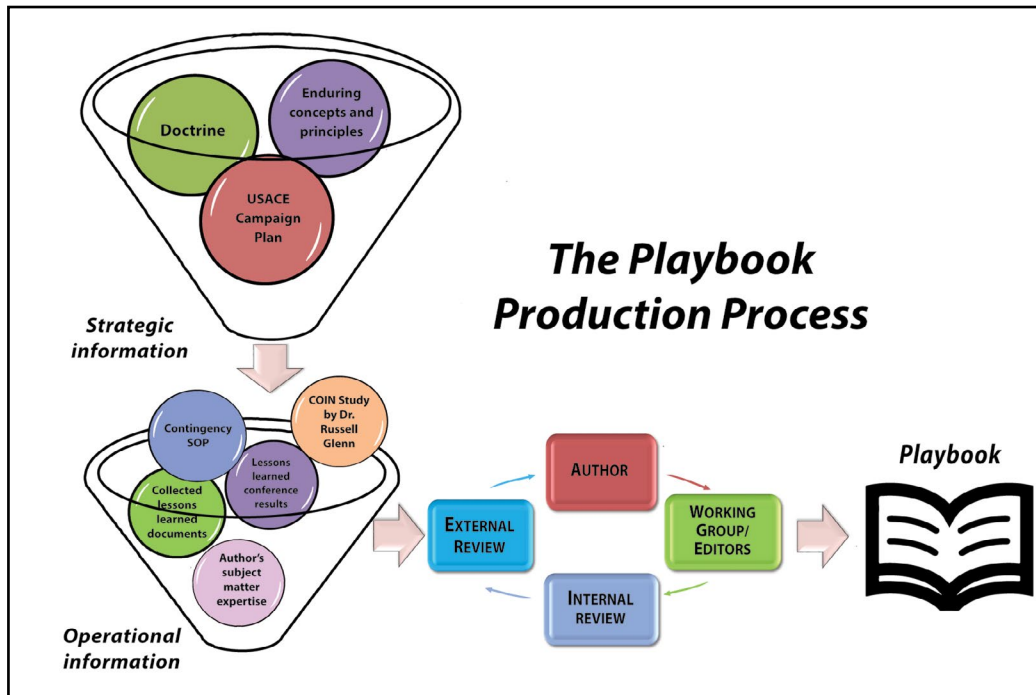 Doctrine
Enduring
concepts and
principles
USACE
Campaign
Plan
The Playbook
Production Process
Strategic
information
Contingency
SOP
COIN Study
by Dr.
Russell
Glenn
Lessons
learned
conference
results
Collected
lessons
learned
documents
Author's
subject
matter
expertise
Operational
information
AUTHOR
EXTERNAL
REVIEW
WORKING
GROUP/
EDITORS
INTERNAL
REVIEW
Playbook